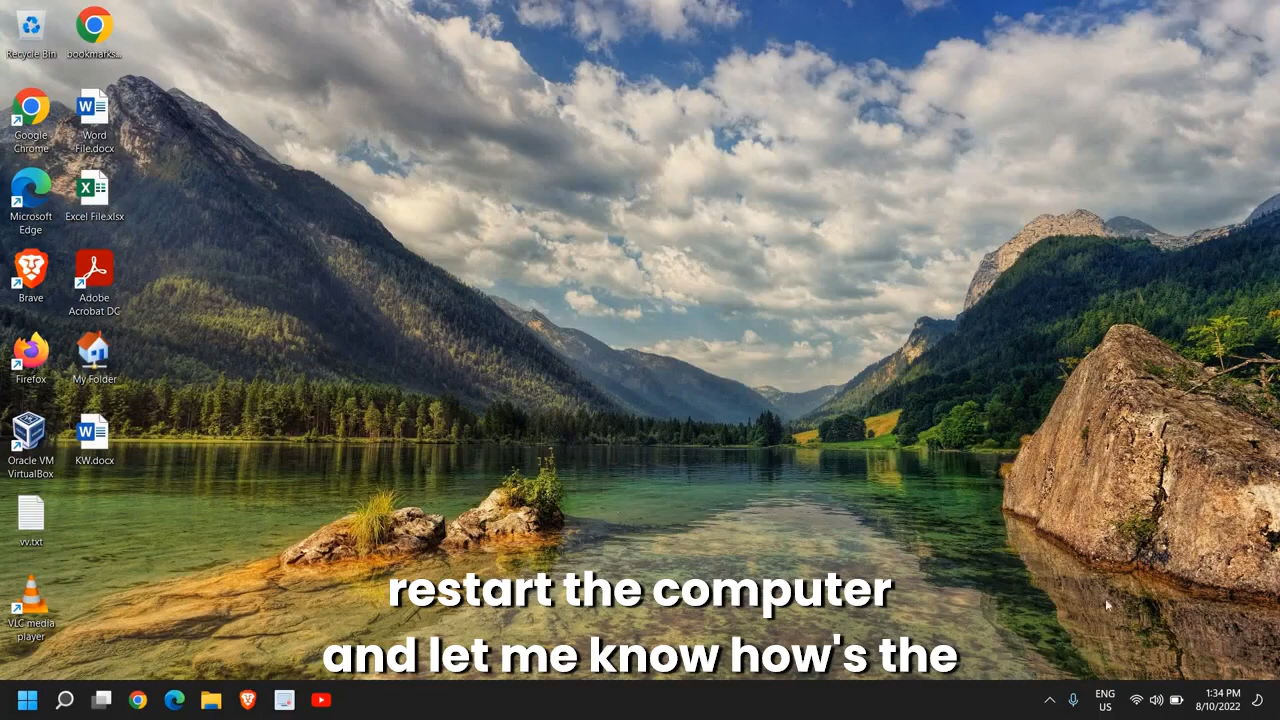 Recycle Bin
bookmarks...
Google
Chrome
Word
File.docx
Microsoft
Edge
Excel File.xlsx
Brave
Adobe
Acrobat DC
Firefox
My Folder
Oracle VM
VirtualBox
KW.docx
vv.txt
VLC media
player
restart the computer
and let me know how's the
ENG
US
1:34 PM
8/10/2022